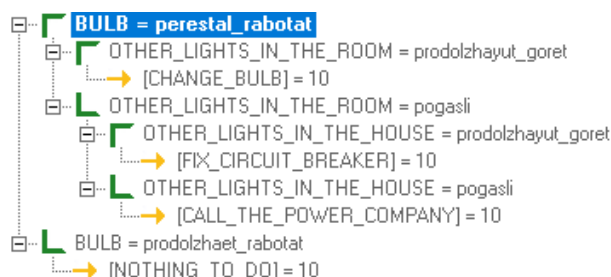 BULB = perestal_rabotat
OTHER_LIGHTS_IN_THE_ROOM = prodolzhayut_goret
[CHANGE_BULB] = 10
OTHER_LIGHTS_IN_THE_ROOM = pogasli
OTHER_LIGHTS_IN_THE_HOUSE = prodolzhayut_goret
[FIX_CIRCUIT_BREAKER] = 10
OTHER_LIGHTS_IN_THE_HOUSE = pogasli
[CALL_THE_POWER_COMPANY] = 10
BULB = prodolzhaet_rabotat
[NOTHING_TO_DO] = 10